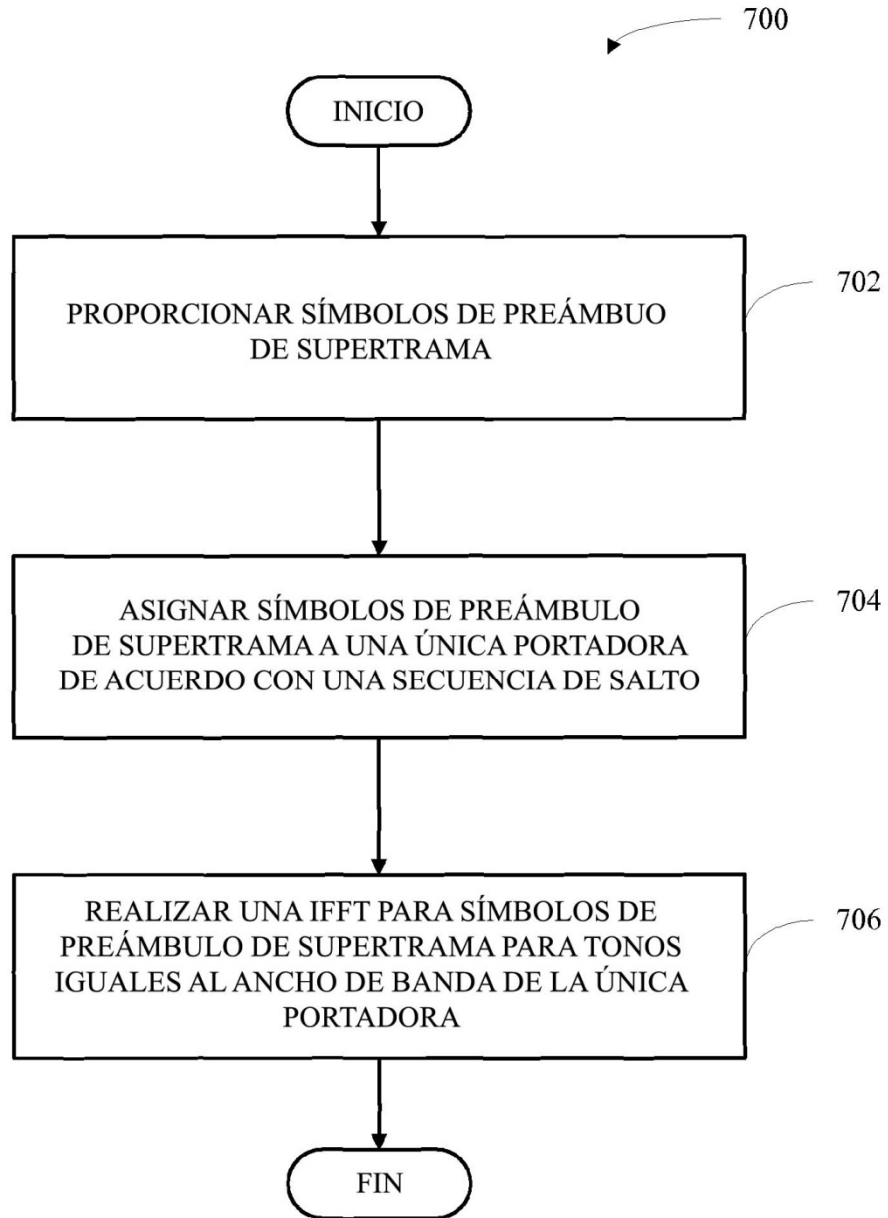 700
INICIO
PROPORCIONAR SÍMBOLOS DE PREÁMBUO
DE SUPERTRAMA
702
ASIGNAR SÍMBOLOS DE PREÁMBULO
DE SUPERTRAMA A UNA ÚNICA PORTADORA
DE ACUERDO CON UNA SECUENCIA DE SALTO
704
REALIZAR UNA IFFT PARA SÍMBOLOS DE
PREÁMBULO DE SUPERTRAMA PARA TONOS
IGUALES AL ANCHO DE BANDA DE LA ÚNICA
PORTADORA
706
FIN